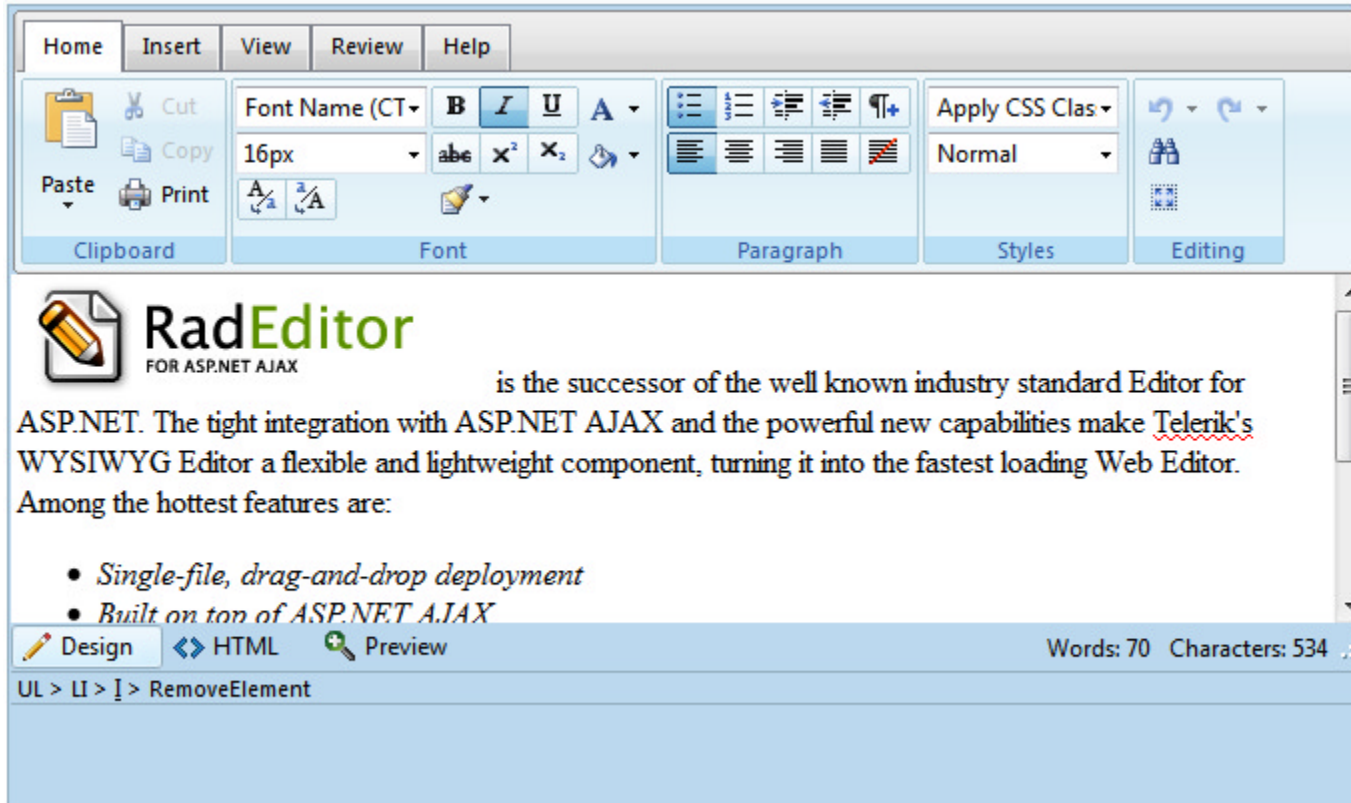 Home Insert View Review Help
Cut Font Name (CT B I U A Apply CSS Clas
Copy 16px abc x² x₂ Normal
Paste Print A a a A
Clipboard Font Paragraph Styles Editing
RadEditor
FOR ASP.NET AJAX
is the successor of the well known industry standard Editor for
ASP.NET. The tight integration with ASP.NET AJAX and the powerful new capabilities make Telerik's
WYSIWYG Editor a flexible and lightweight component, turning it into the fastest loading Web Editor.
Among the hottest features are:
• Single-file, drag-and-drop deployment
• Built on top of ASP.NET AJAX
Design HTML Preview Words: 70 Characters: 534
UL > LI > I > RemoveElement